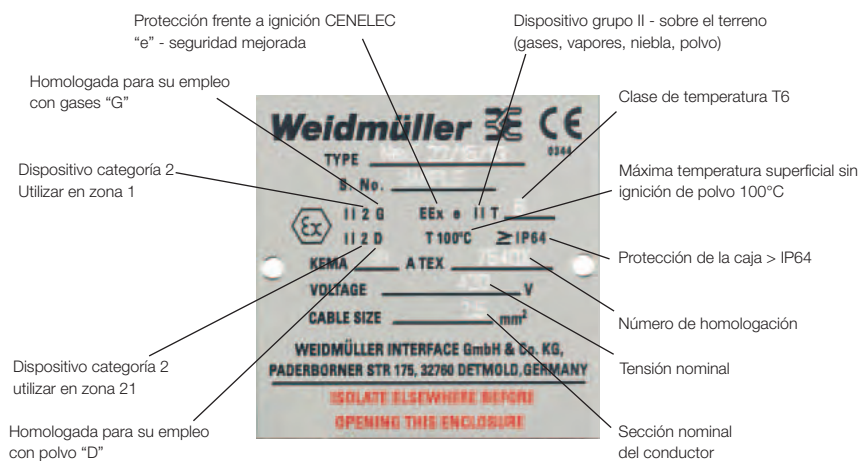 Protección frente a ignición CENELEC
“e” - seguridad mejorada
Dispositivo grupo II - sobre el terreno
(gases, vapores, niebla, polvo)
Homologada para su empleo
con gases “G”
Clase de temperatura T6
Dispositivo categoría 2
Utilizar en zona 1
Máxima temperatura superficial sin
ignición de polvo 100°C
Protección de la caja > IP64
Número de homologación
Tensión nominal
Sección nominal
del conductor
Dispositivo categoría 2
utilizar en zona 21
Homologada para su empleo
con polvo “D”
Weidmüller CE
0344
TYPE
S. No.
Ex II 2 G EEx e II T 6
II 2 D T 100°C ≥IP64
KEMA ATEX
VOLTAGE V
CABLE SIZE mm²
WEIDMÜLLER INTERFACE GmbH & Co. KG,
PADERBORNER STR 175, 32760 DETMOLD, GERMANY
ISOLATE ELSEWHERE BEFORE
OPENING THIS ENCLOSURE